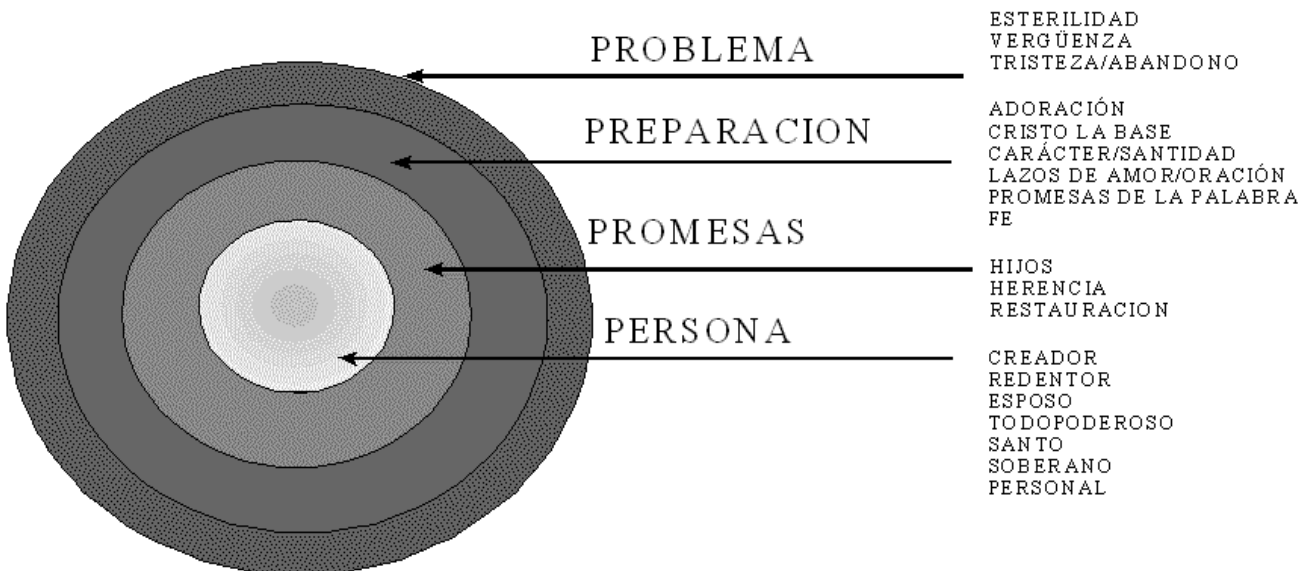 PROBLEMA
ESTERILIDAD
VERGÜENZA
TRISTEZA/ABANDONO
PREPARACION
ADORACIÓN
CRISTO LA BASE
CARÁCTER/SANTIDAD
LAZOS DE AMOR/ORACIÓN
PROMESAS DE LA PALABRA
FE
PROMESAS
HIJOS
HERENCIA
RESTAURACION
PERSONA
CREADOR
REDENTOR
ESPOSO
TODOPODEROSO
SANTO
SOBERANO
PERSONAL